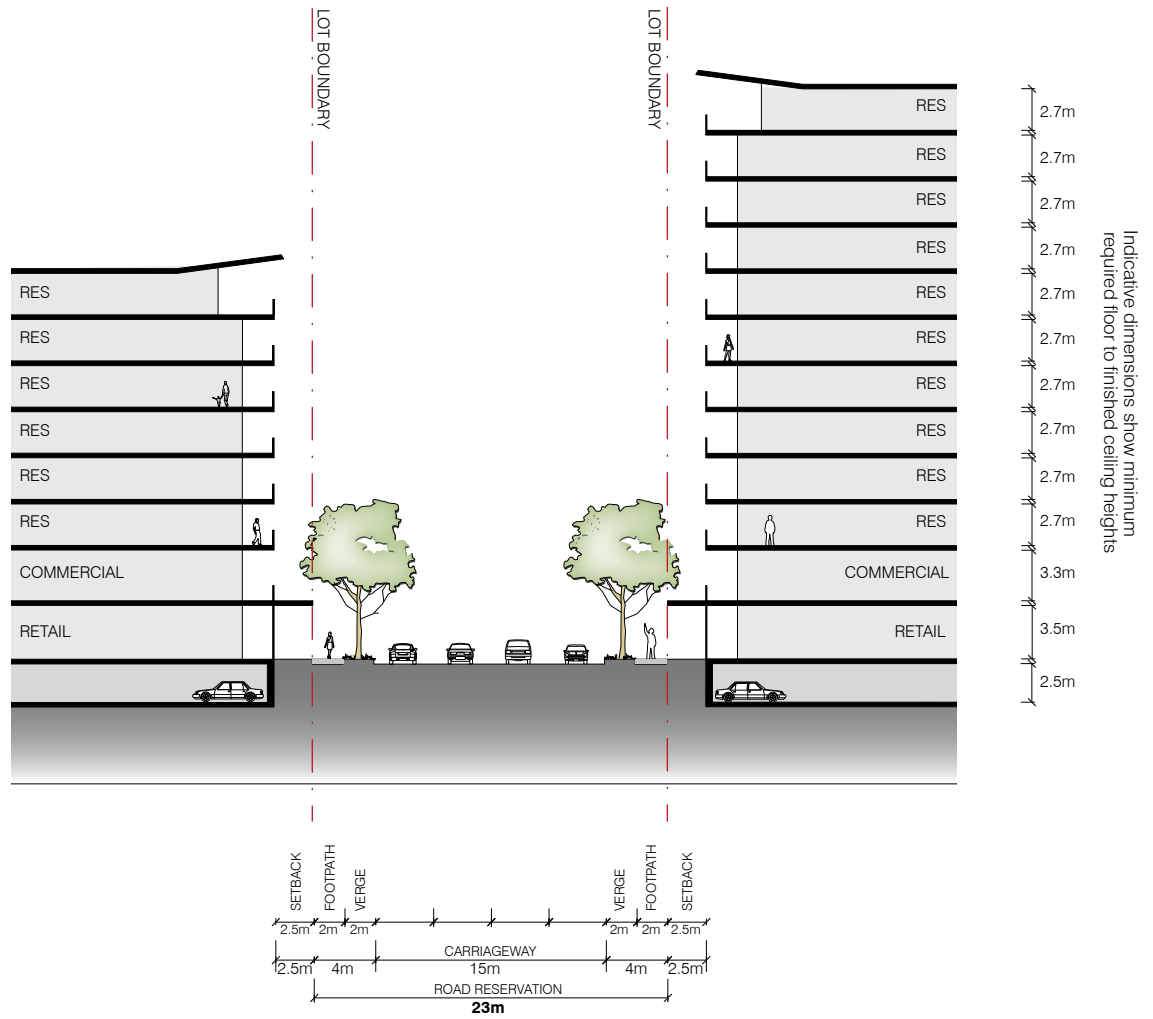 LOT BOUNDARY
LOT BOUNDARY
RES
RES
RES
RES
RES
RES
COMMERCIAL
RETAIL
RES
RES
RES
RES
RES
RES
RES
RES
RES
RES
COMMERCIAL
RETAIL
2.7m
2.7m
2.7m
2.7m
2.7m
2.7m
2.7m
2.7m
2.7m
2.7m
3.3m
3.5m
2.5m
Indicative dimensions show minimum
required floor to finished ceiling heights
SETBACK
FOOTPATH
VERGE
VERGE
FOOTPATH
SETBACK
2.5m 2m 2m 2m 2m 2.5m
CARRIAGEWAY
2.5m 4m 15m 4m 2.5m
ROAD RESERVATION
23m